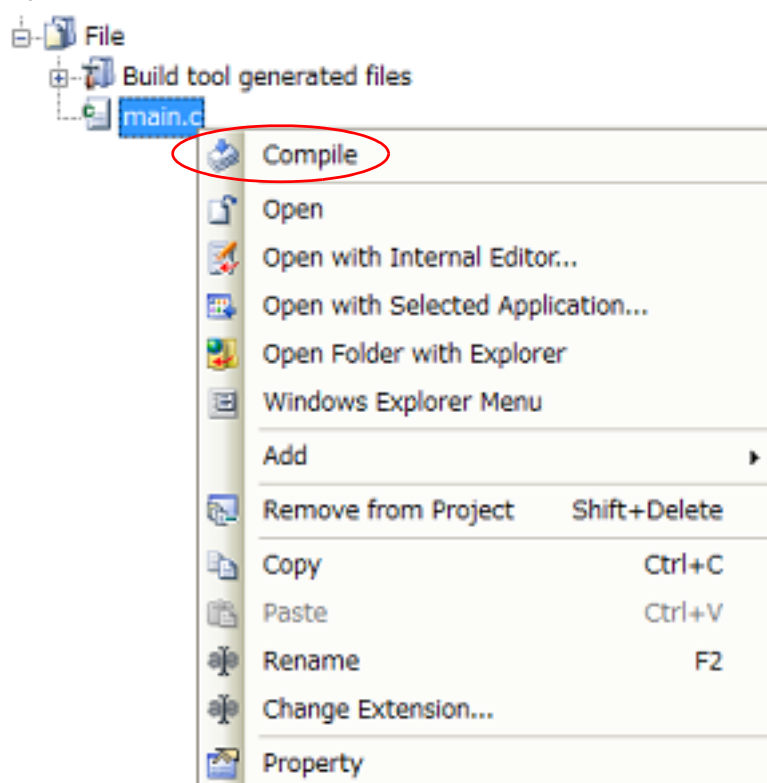 File
Build tool generated files
main.c
Compile
Open
Open with Internal Editor...
Open with Selected Application...
Open Folder with Explorer
Windows Explorer Menu
Add
Remove from Project Shift+Delete
Copy Ctrl+C
Paste Ctrl+V
Rename F2
Change Extension...
Property